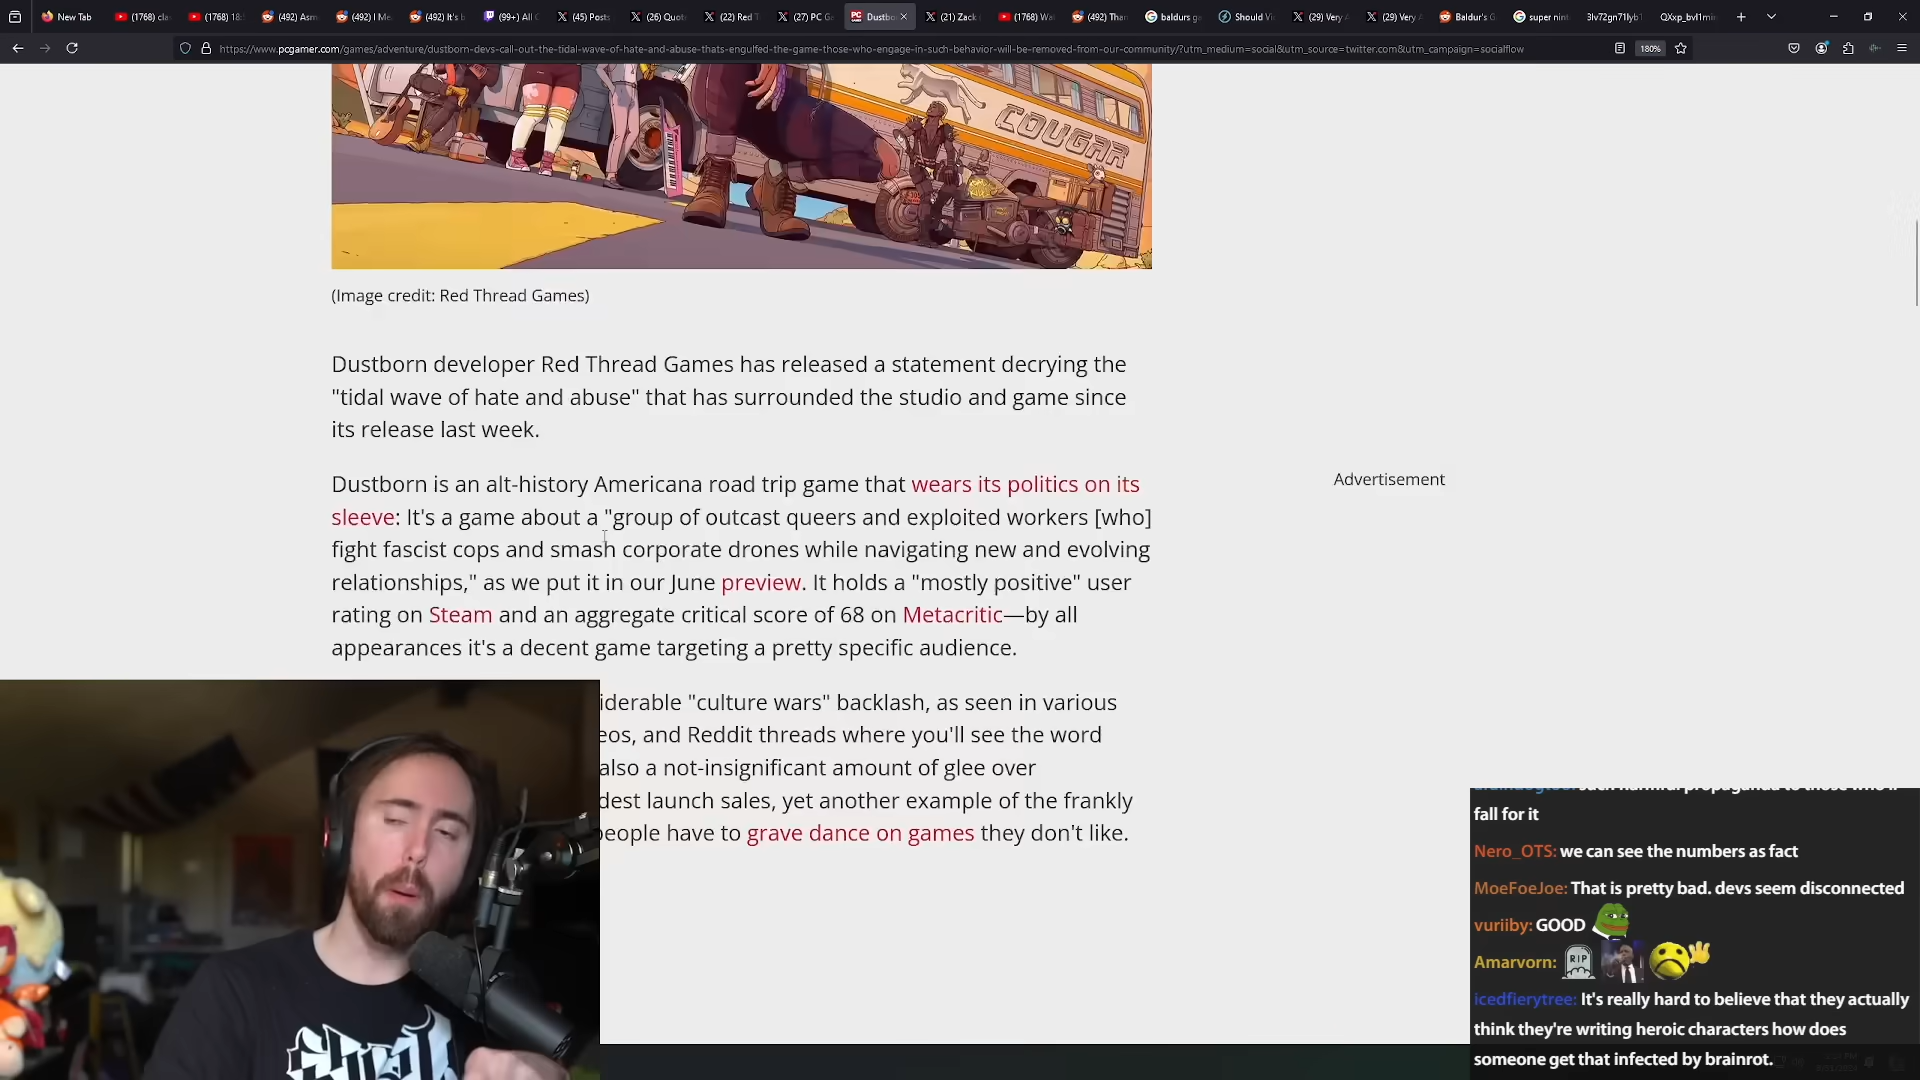 New Tab
(1768) cla
(1768) 18
(492) Asm
(492) I Me
(492) It's b
(99+) All C
(45) Posts
(26) Quot
(22) Red T
(27) PC G
Dustbo
(21) Zack
(1768) Wa
(492) Than
baldurs ga
Should Vi
(29) Very
(29) Very
Baldur's G
super nint
3lv72gn71lyb
QXxp_bvl1mi
https://www.pcgamer.com/games/adventure/dustborn-devs-call-out-the-tidal-wave-of-hate-and-abuse-thats-engulfed-the-game-those-who-engage-in-such-behavior-will-be-removed-from-our-community/?utm_medium=social&utm_source=twitter.com&utm_campaign=socialflow
180%
COUGAR
(Image credit: Red Thread Games)
Dustborn developer Red Thread Games has released a statement decrying the
"tidal wave of hate and abuse" that has surrounded the studio and game since
its release last week.
Dustborn is an alt-history Americana road trip game that wears its politics on its
sleeve: It's a game about a "group of outcast queers and exploited workers [who]
fight fascist cops and smash corporate drones while navigating new and evolving
relationships," as we put it in our June preview. It holds a "mostly positive" user
rating on Steam and an aggregate critical score of 68 on Metacritic—by all
appearances it's a decent game targeting a pretty specific audience.
Advertisement
iderable "culture wars" backlash, as seen in various
eos, and Reddit threads where you'll see the word
also a not-insignificant amount of glee over
dest launch sales, yet another example of the frankly
people have to grave dance on games they don't like.
such harmful propaganda to those who'll
fall for it
Nero_OTS: we can see the numbers as fact
MoeFoeJoe: That is pretty bad. devs seem disconnected
vuriiby: GOOD
Amarvorn:
RIP
icedfierytree: It's really hard to believe that they actually
think they're writing heroic characters how does
someone get that infected by brainrot.